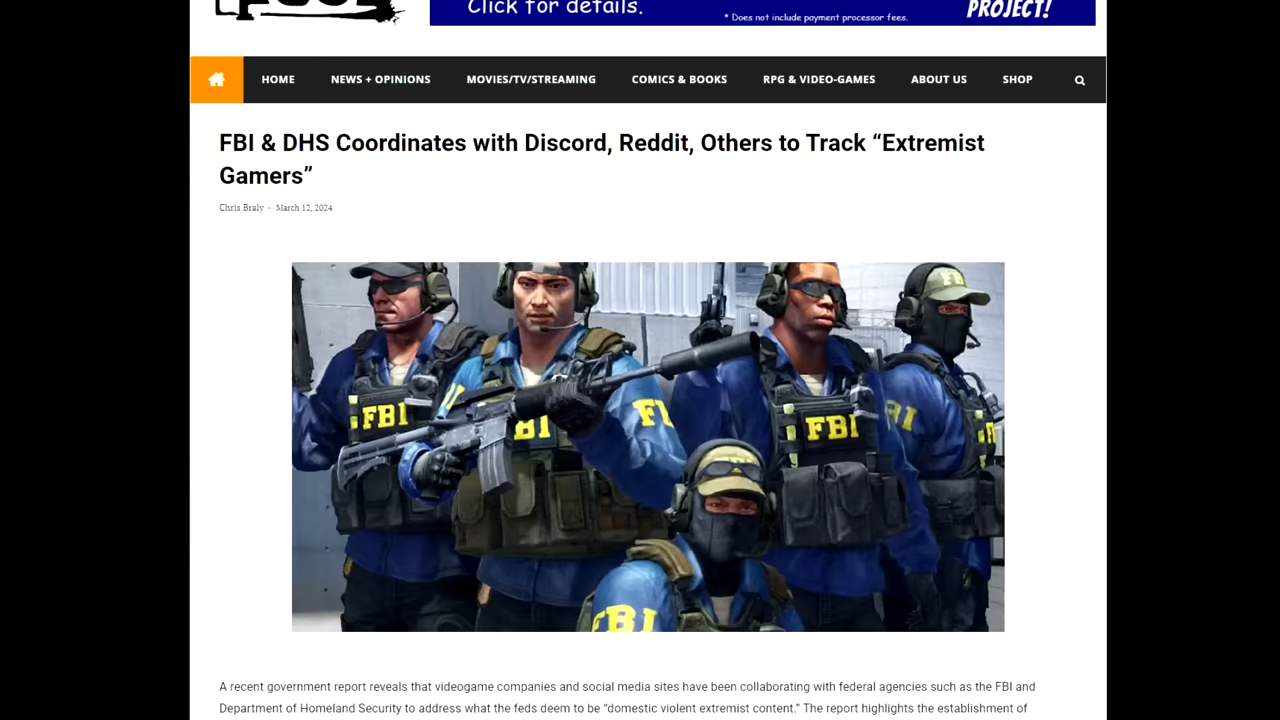 Click for details.
* Does not include payment processor fees.
PROJECT!
HOME NEWS + OPINIONS MOVIES/TV/STREAMING COMICS & BOOKS RPG & VIDEO-GAMES ABOUT US SHOP
FBI & DHS Coordinates with Discord, Reddit, Others to Track “Extremist
Gamers”
Chris Braly - March 12, 2024
FBI
FBI
FBI
FBI
A recent government report reveals that videogame companies and social media sites have been collaborating with federal agencies such as the FBI and
Department of Homeland Security to address what the feds deem to be “domestic violent extremist content.” The report highlights the establishment of